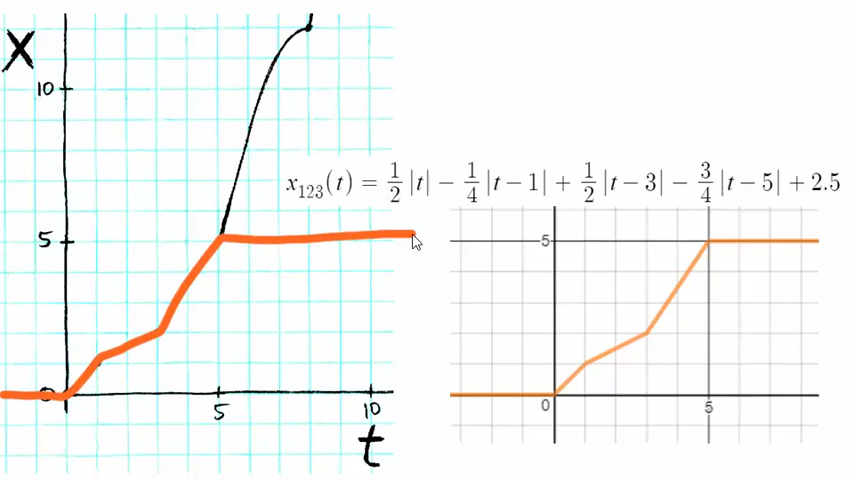 X
10
5
0
5
10
t
x_{123}(t) = \frac{1}{2}|t| - \frac{1}{4}|t-1| + \frac{1}{2}|t-3| - \frac{3}{4}|t-5| + 2.5
5
0
5